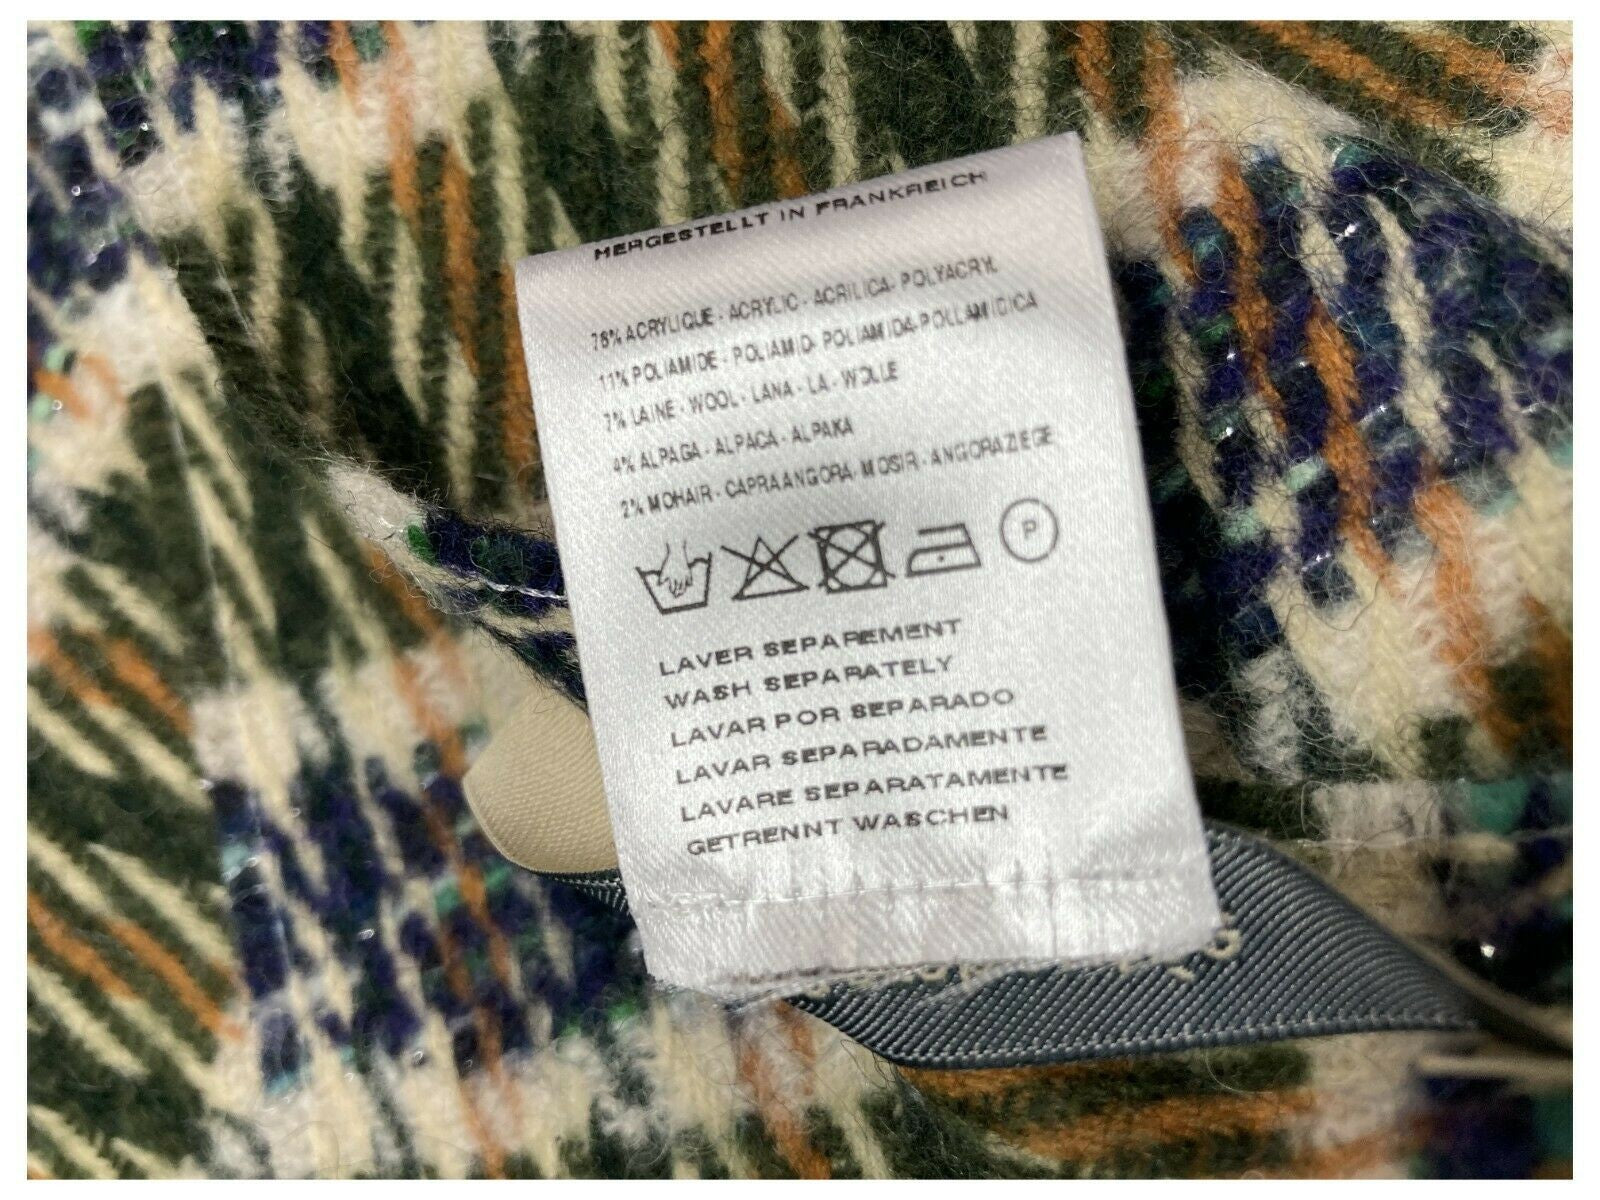 HERGESTELLT IN FRANKREICH
76% ACRYLIQUE - ACRYLIC - ACRILICA - POLYACRYL
11% POLIAMIDE - POLIAMID POLIAMIDA-POLLAMIDICA
7% LAINE - WOOL - LANA - LA - WOLLE
4% ALPAGA - ALPACA - ALPAKA
2% MOHAIR - CAPRAANGORA - MOSIR - ANGORAZIEGE
P
LAVER SEPAREMENT
WASH SEPARATELY
LAVAR POR SEPARADO
LAVAR SEPARADAMENTE
LAVARE SEPARATAMENTE
GETRENNT WASCHEN